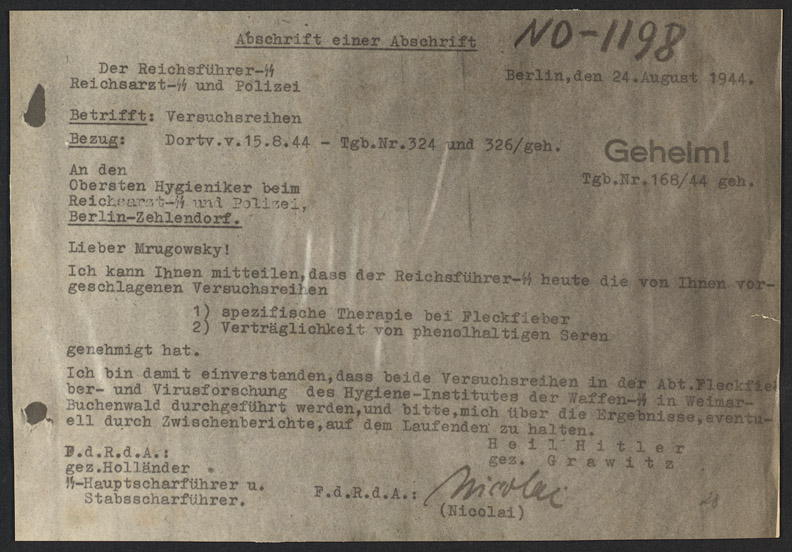 Abschrift einer Abschrift
NO-1198
Der Reichsführer-SS
Reichsarzt-SS und Polizei
Berlin,den 24.August 1944.
Betrifft: Versuchsreihen
Bezug: Dortv.v.15.8.44 - Tgb.Nr.324 und 326/geh.
Geheim!
Tgb.Nr.168/44 geh.
An den
Obersten Hygieniker beim
Reichsarzt-SS und Polizei,
Berlin-Zehlendorf.
Lieber Mrugowsky!
Ich kann Ihnen mitteilen,dass der Reichsführer-SS heute die von Ihnen vor-
geschlagenen Versuchsreihen
1) spezifische Therapie bei Fleckfieber
2) Verträglichkeit von phenolhaltigen Seren
genehmigt hat.
Ich bin damit einverstanden,dass beide Versuchsreihen in der Abt.Fleckfie
ber- und Virusforschung des Hygiene-Institutes der Waffen-SS in Weimar-
Buchenwald durchgeführt werden,und bitte,mich über die Ergebnisse,eventu-
ell durch Zwischenberichte,auf dem Laufenden zu halten.
Heil Hitler
gez. Grawitz
F.d.R.d.A.:
gez.Holländer
SS-Hauptscharführer u.
Stabsscharführer.
F.d.R.d.A.: Nicolai
(Nicolai)